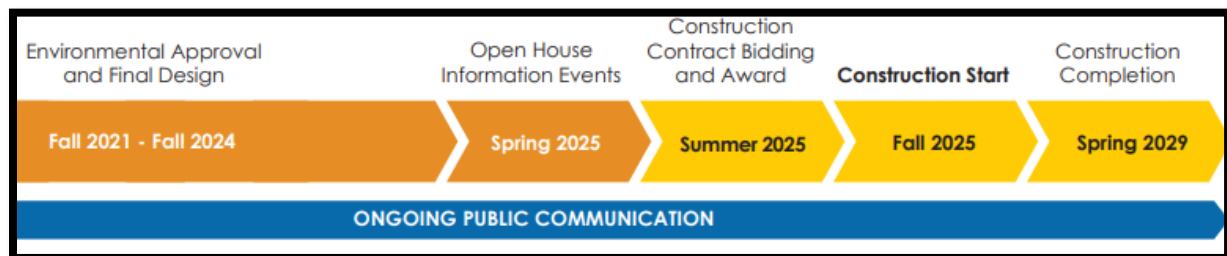 Environmental Approval
and Final Design
Open House
Information Events
Construction
Contract Bidding
and Award
Construction Start
Construction
Completion
Fall 2021 - Fall 2024
Spring 2025
Summer 2025
Fall 2025
Spring 2029
ONGOING PUBLIC COMMUNICATION